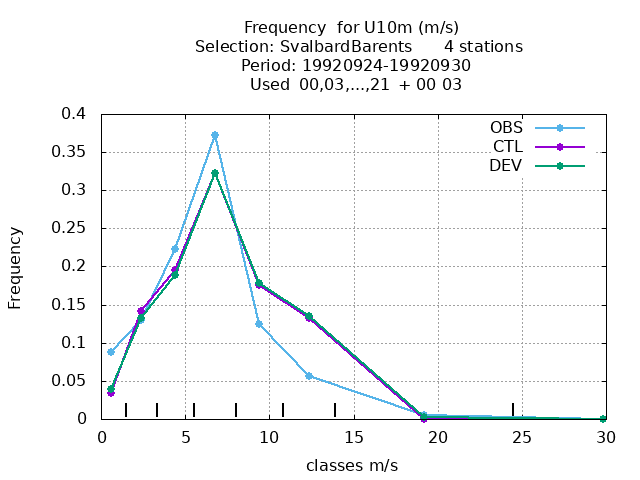 Frequency  for U10m (m/s)
Selection: SvalbardBarents      4 stations
Period: 19920924-19920930
Used  00,03,...,21  + 00 03
OBS
CTL
DEV
Frequency
0.4
0.35
0.3
0.25
0.2
0.15
0.1
0.05
0
0 5 10 15 20 25 30
classes m/s